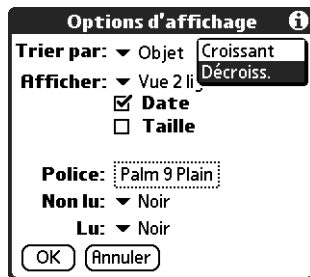 Options d'affichage
Trier par: Objet Croissant
Décroiss.
Afficher: Vue 2 li
Date
Taille
Police: Palm 9 Plain
Non lu: Noir
Lu: Noir
OK Annuler